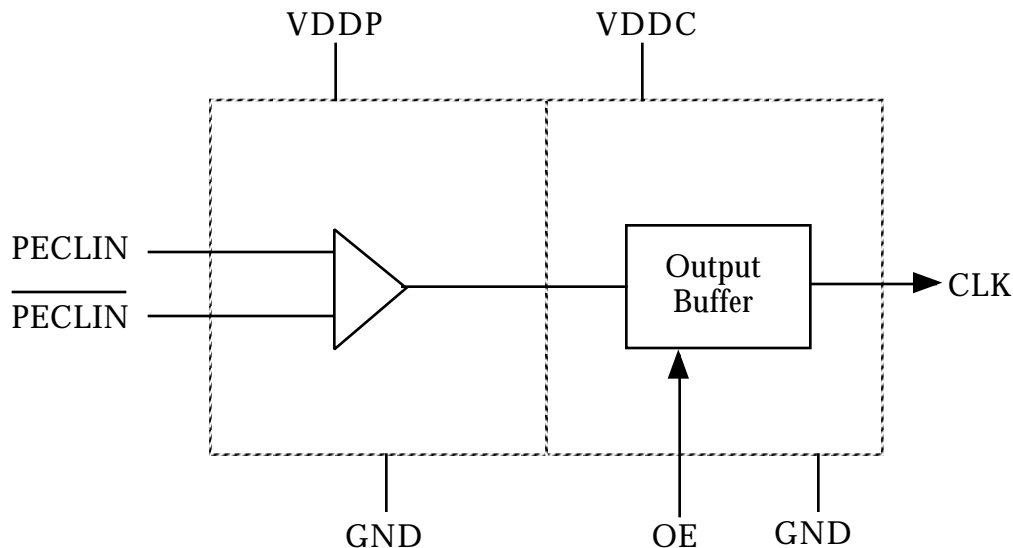 VDDP
VDDC
PECLIN
PECLIN
Output
Buffer
CLK
GND
OE
GND